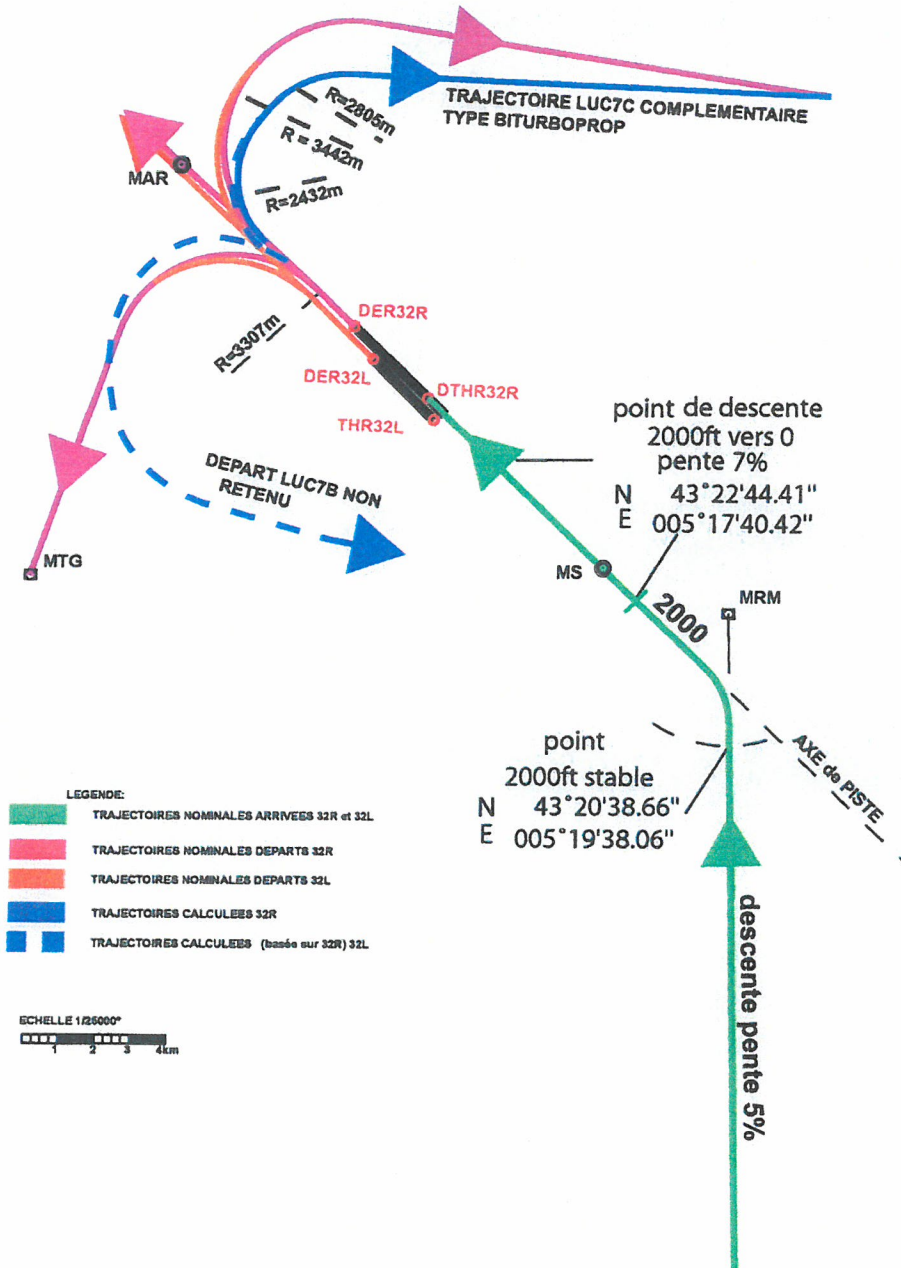 TRAJECTOIRE LUC7C COMPLEMENTAIRE
TYPE BITURBOPROP
R=2805m
R = 3442m
R=2432m
MAR
DER32R
R=3307m
DER32L
DTHR32R
THR32L
point de descente
2000ft vers 0
pente 7%
N 43°22'44.41"
E 005°17'40.42"
DEPART LUC7B NON
RETENU
MTG
MS
MRM
2000
AXE de PISTE
point
2000ft stable
N 43°20'38.66"
E 005°19'38.06"
descente pente 5%
LEGENDE:
TRAJECTOIRES NOMINALES ARRIVEES 32R et 32L
TRAJECTOIRES NOMINALES DEPARTS 32R
TRAJECTOIRES NOMINALES DEPARTS 32L
TRAJECTOIRES CALCULEES 32R
TRAJECTOIRES CALCULEES (basée sur 32R) 32L
ECHELLE 1/25000°
1 2 3 4km